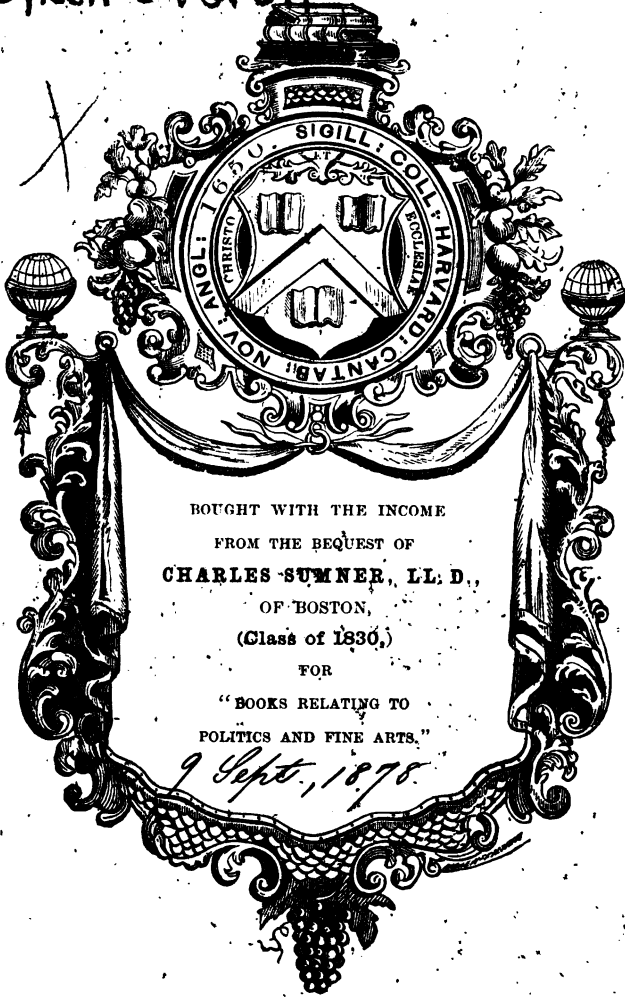 SIGILL: COLL: HARVARD: CANTAB: NOV: ANGL: 1650.
ET
CHRISTO
ECCLESIAE
BOUGHT WITH THE INCOME
FROM THE BEQUEST OF
CHARLES SUMNER, LL.D.,
OF BOSTON,
(Class of 1830,)
FOR
"BOOKS RELATING TO
POLITICS AND FINE ARTS."
9 Sept., 1878.